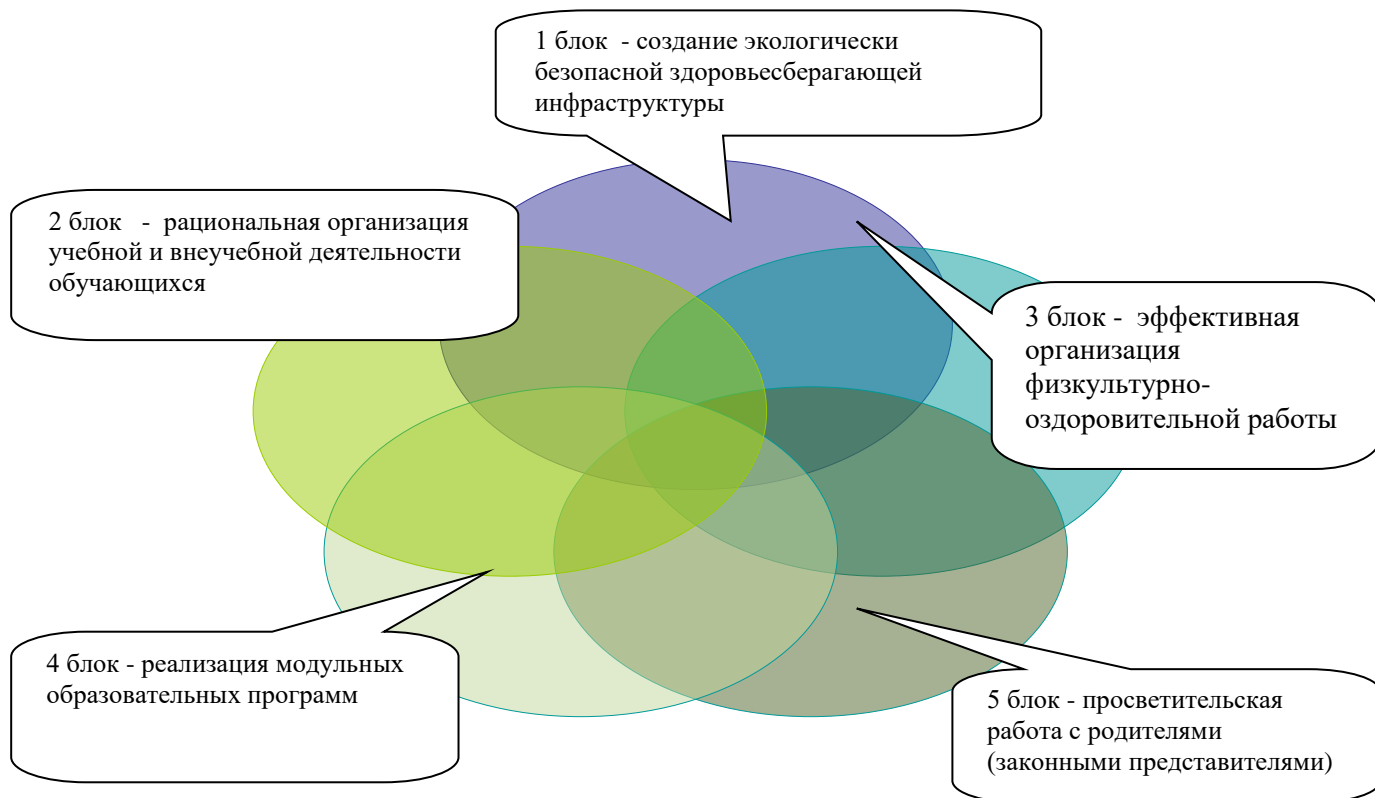 1 блок - создание экологически
безопасной здоровьесберагающей
инфраструктуры
2 блок - рациональная организация
учебной и внеучебной деятельности
обучающихся
3 блок - эффективная
организация
физкультурно-
оздоровительной работы
4 блок - реализация модульных
образовательных программ
5 блок - просветительская
работа с родителями
(законными представителями)